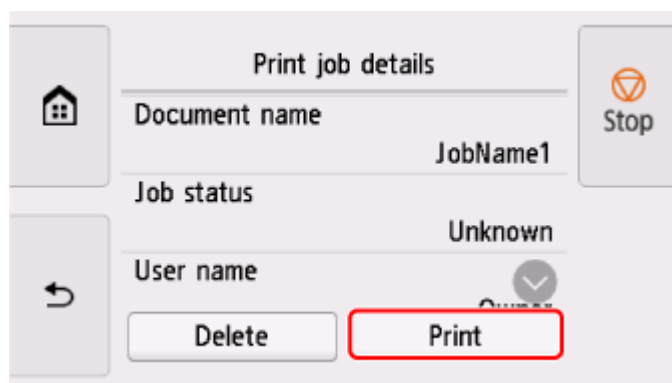 Print job details
Stop
Document name
JobName1
Job status
Unknown
User name
Delete
Print